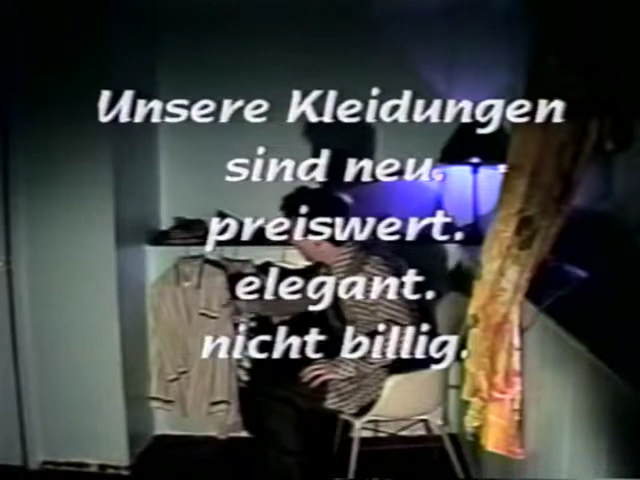 Unsere Kleidungen
sind neu.
preiswert.
elegant.
nicht billig.